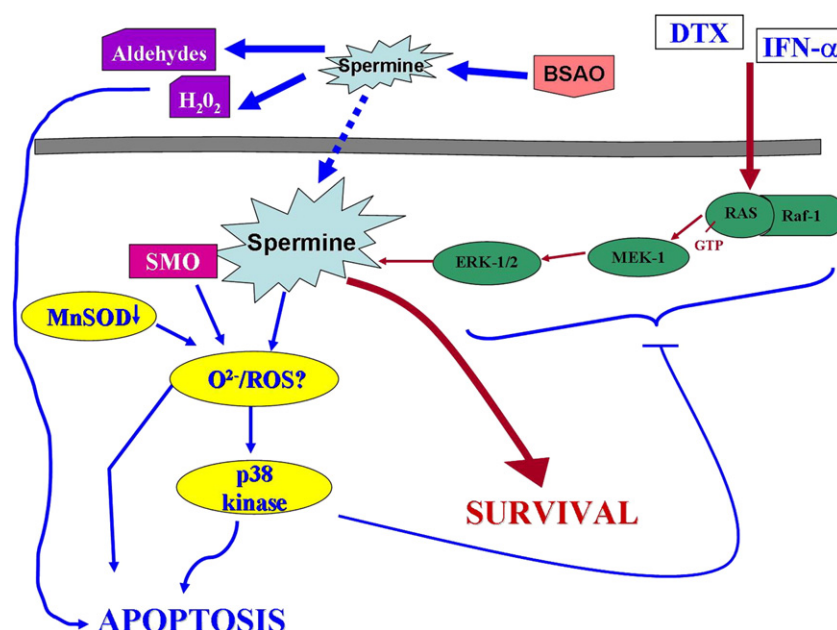 DTX
IFN-α
Aldehydes
Spermine
BSAO
H₂0₂
RAS
Raf-1
GTP
Spermine
SMO
ERK-1/2
MEK-1
MnSOD↓
O²⁻/ROS?
p38
kinase
SURVIVAL
APOPTOSIS